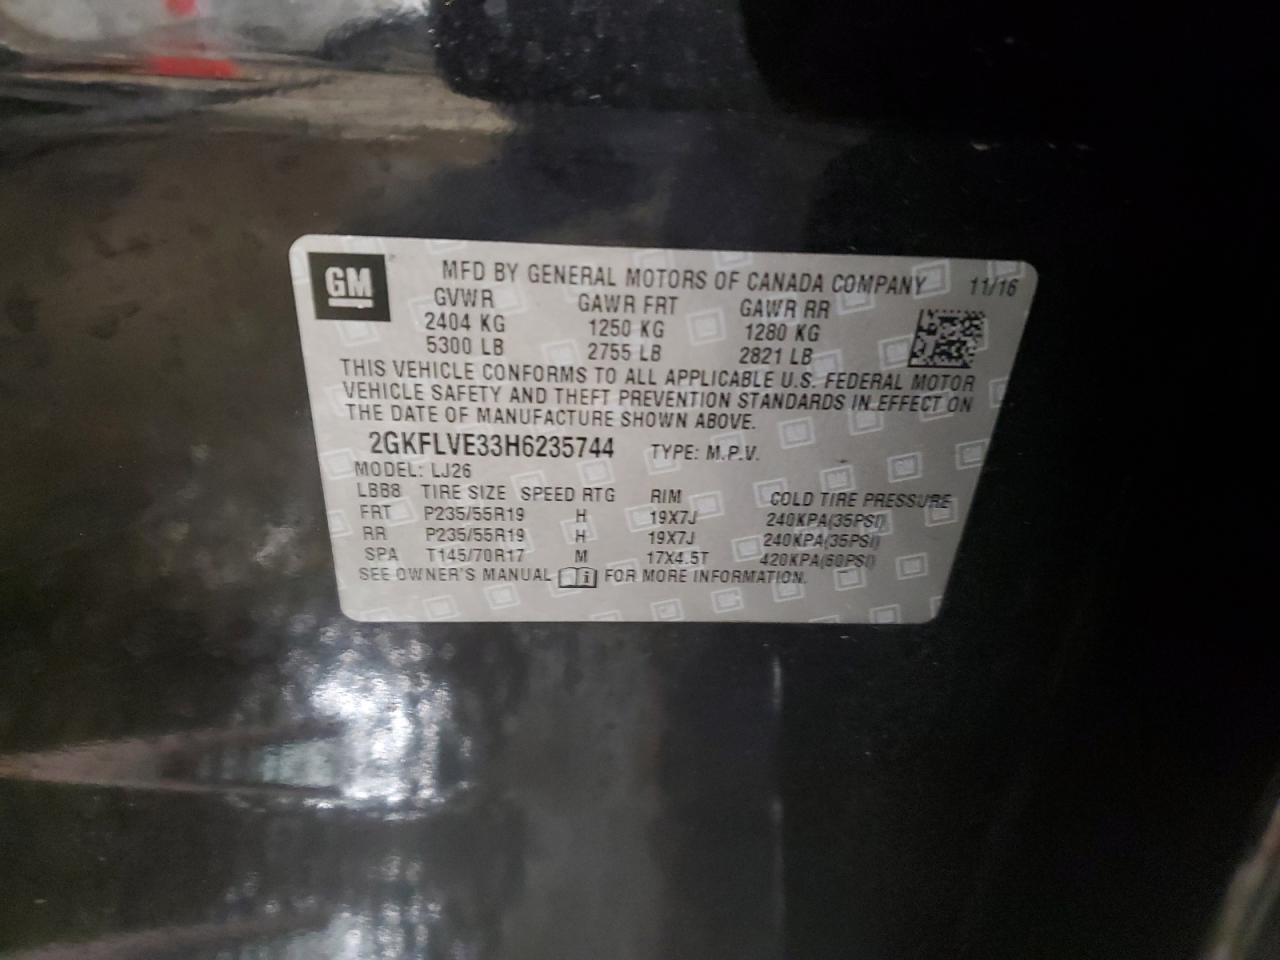 GM
MFD BY GENERAL MOTORS OF CANADA COMPANY 11/16
GVWR GAWR FRT GAWR RR
2404 KG 1250 KG 1280 KG
5300 LB 2755 LB 2821 LB
THIS VEHICLE CONFORMS TO ALL APPLICABLE U.S. FEDERAL MOTOR
VEHICLE SAFETY AND THEFT PREVENTION STANDARDS IN EFFECT ON
THE DATE OF MANUFACTURE SHOWN ABOVE.
2GKFLVE33H6235744 TYPE: M.P.V.
MODEL: LJ26
LBB8 TIRE SIZE SPEED RTG RIM COLD TIRE PRESSURE
FRT P235/55R19 H 19X7J 240KPA(35PSI)
RR P235/55R19 H 19X7J 240KPA(35PSI)
SPA T145/70R17 M 17X4.5T 420KPA(60PSI)
SEE OWNER'S MANUAL i FOR MORE INFORMATION.